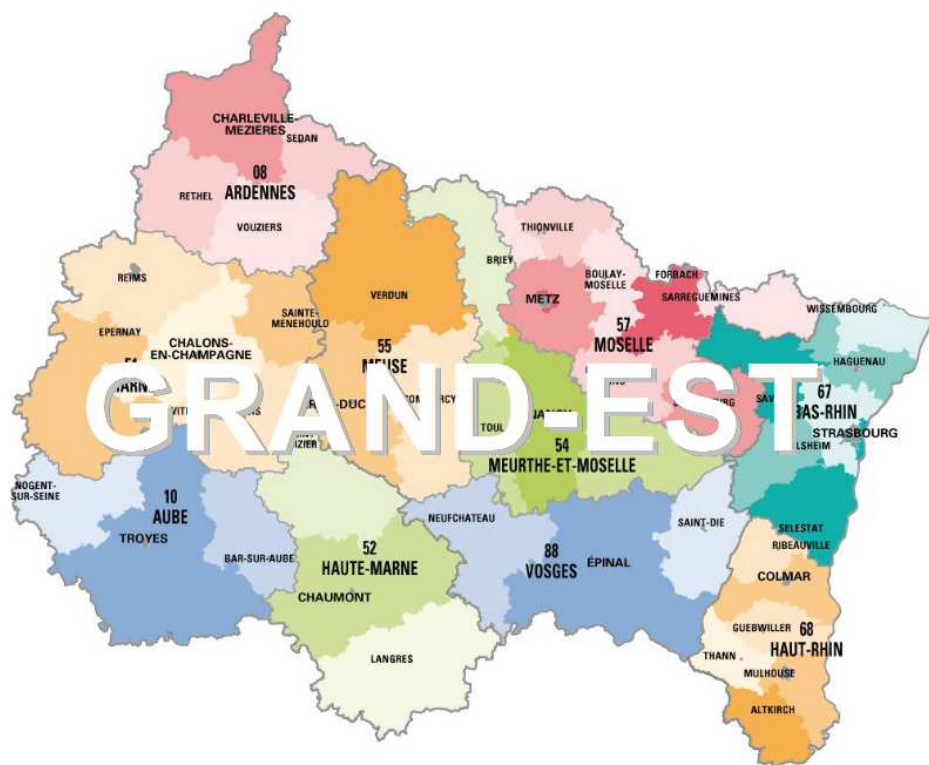 CHARLEVILLE-
MEZIERES
SEDAN
08
ARDENNES
RETHEL
VOUZIERS
REIMS
EPERNAY
CHALONS-
EN-CHAMPAGNE
SAINTE-
MENEHOULD
VERDUN
55
MEUSE
BRIEY
THIONVILLE
METZ
BOULAY-
MOSELLE
FORBACH
SARREGUEMINES
57
MOSELLE
WISSEMBOURG
HAGUENAU
67
BAS-RHIN
STRASBOURG
GRAND-EST
TOUL
54
MEURTHE-ET-MOSELLE
NOGENT-
SUR-SEINE
10
AUBE
TROYES
BAR-SUR-AUBE
52
HAUTE-MARNE
CHAUMONT
LANGRES
NEUFCHATEAU
88
VOSGES
ÉPINAL
SAINT-DIE
SELESTAT
RIBEAUVILLE
COLMAR
GUEBWILLER
68
HAUT-RHIN
THANN
MULHOUSE
ALTKIRCH